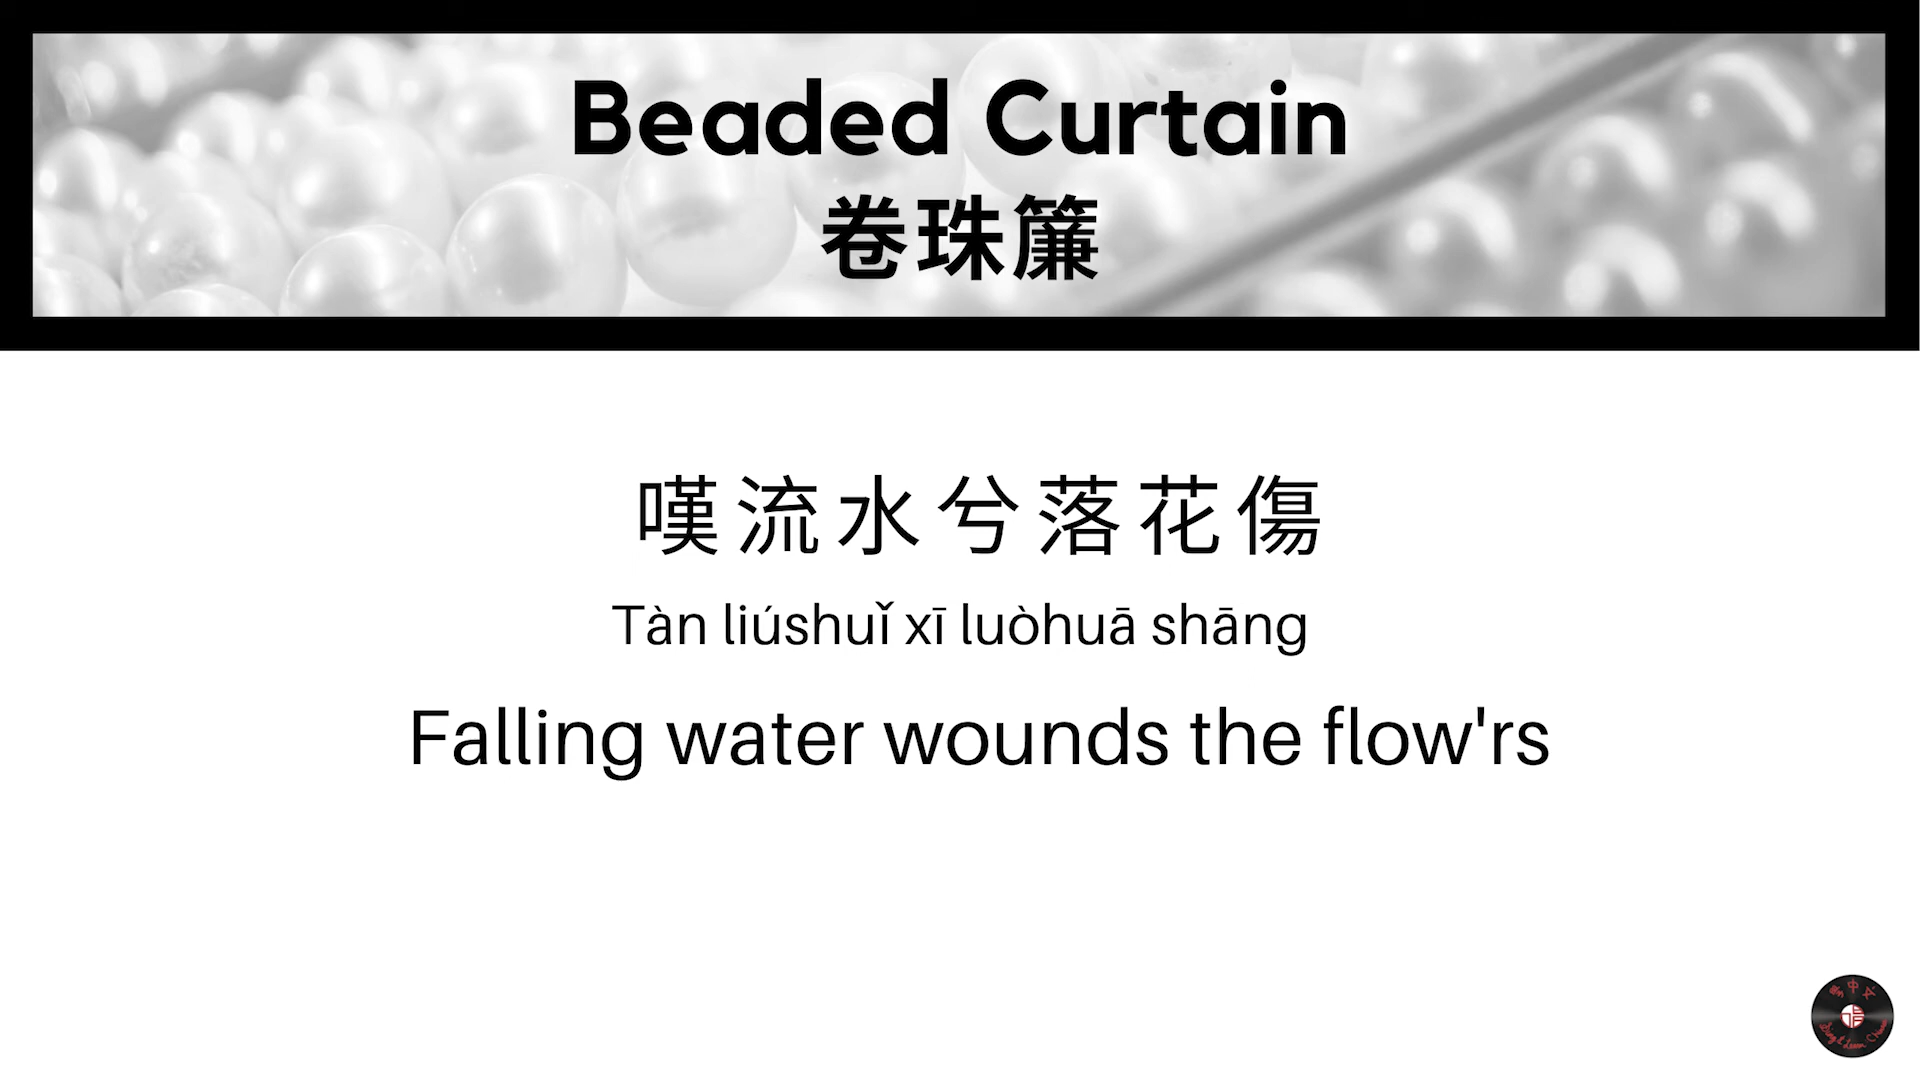 Beaded Curtain
卷珠簾
嘆流水兮落花傷
Tàn liúshuǐ xī luòhuā shāng
Falling water wounds the flow'rs